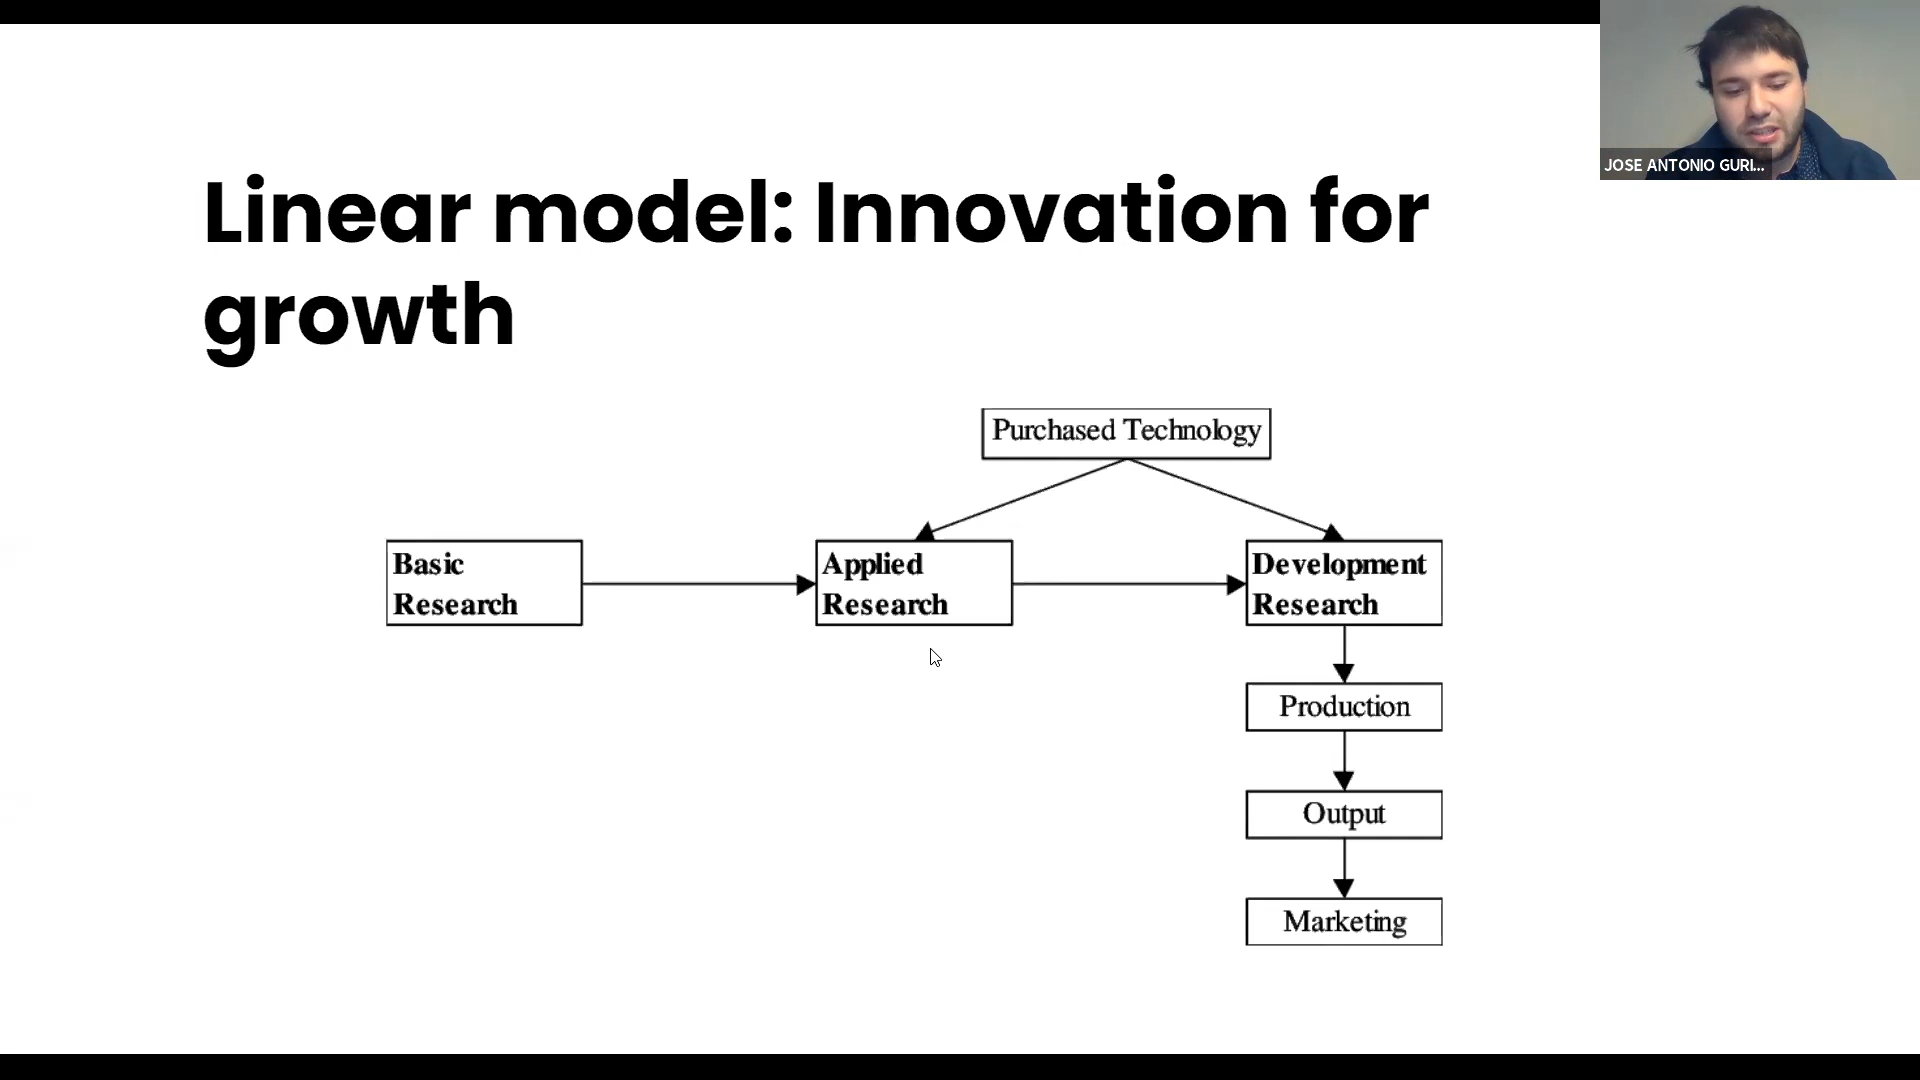 JOSE ANTONIO GURI...
Linear model: Innovation for
growth
Purchased Technology
Basic
Research
Applied
Research
Development
Research
Production
Output
Marketing